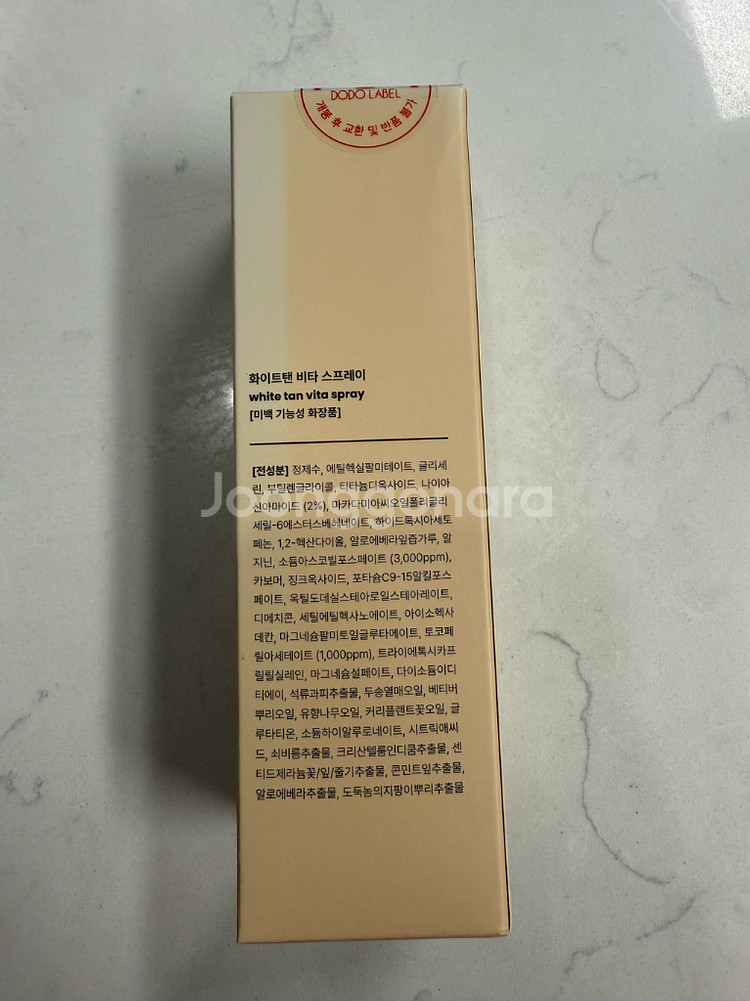 DODO LABEL
개봉 후 교환 및 반품 불가
화이트탠 비타 스프레이
white tan vita spray
[미백 기능성 화장품]
[전성분] 정제수, 에틸헥실팔미테이트, 글리세
린, 부틸렌글라이콜, 티타늄디옥사이드, 나이아
신아마이드 (2%), 마카다미아씨오일폴리글리
세릴-6에스터스베헤네이트, 하이드록시아세토
페논, 1,2-헥산다이올, 알로에베라잎즙가루, 알
지닌, 소듐아스코빌포스페이트 (3,000ppm),
카보머, 징크옥사이드, 포타슘C9-15알킬포스
페이트, 옥틸도데실스테아로일스테아레이트,
디메치콘, 세틸에틸헥사노에이트, 아이소헥사
데칸, 마그네슘팔미토일글루타메이트, 토코페
릴아세테이트 (1,000ppm), 트라이에톡시카프
릴릴실레인, 마그네슘설페이트, 다이소듐이디
티에이, 석류과피추출물, 두송열매오일, 베티버
뿌리오일, 유향나무오일, 커리플랜트꽃오일, 글
루타티온, 소듐하이알루로네이트, 시트릭애씨
드, 쇠비름추출물, 크리산텔룸인디쿰추출물, 센
티드제라늄꽃/잎/줄기추출물, 콘민트잎추출물,
알로에베라추출물, 도둑놈의지팡이뿌리추출물
Joonggonara